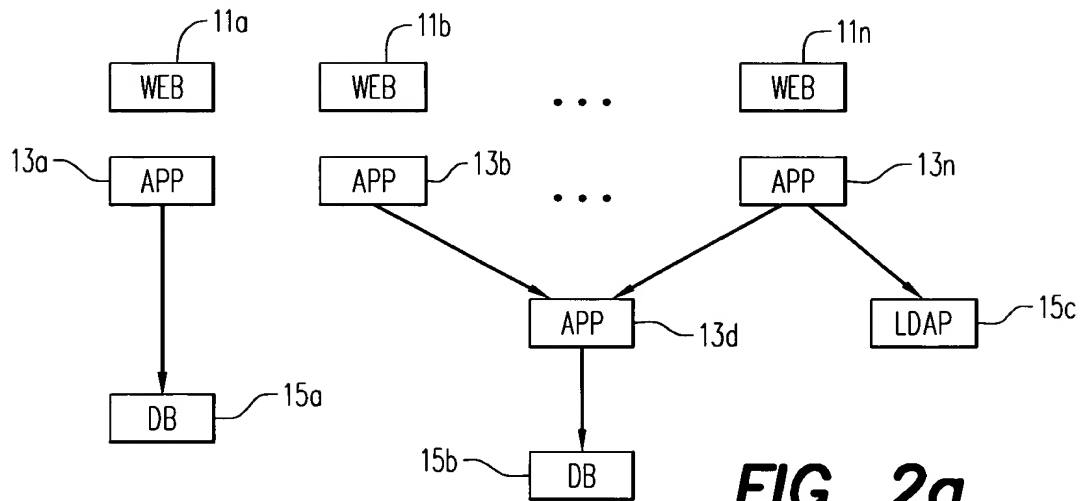 11a
11b
11n
WEB
WEB
...
WEB
13a
APP
APP
13b
...
APP
13n
APP
13d
LDAP
15c
DB
15a
15b
DB
FIG. 2a